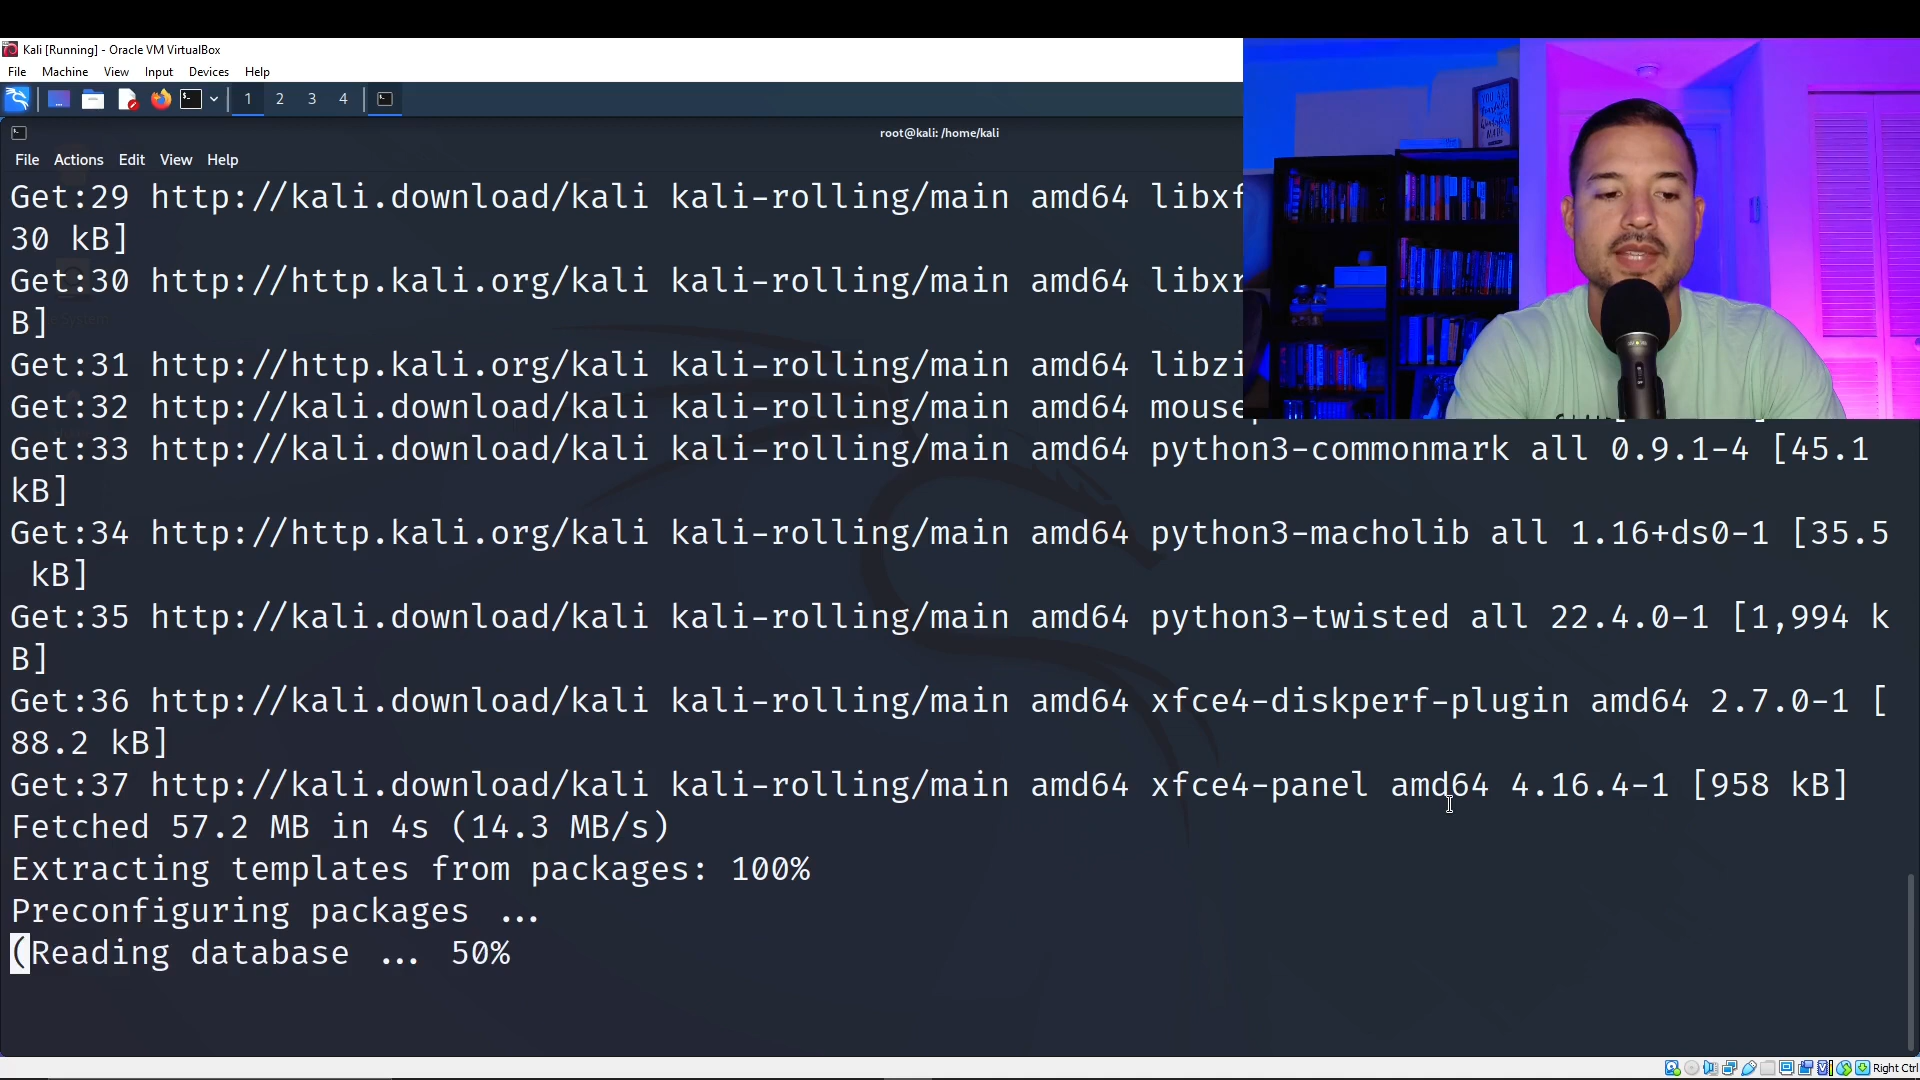 Kali [Running] - Oracle VM VirtualBox
File Machine View Input Devices Help
1 2 3 4
root@kali: /home/kali
File Actions Edit View Help
Get:29 http://kali.download/kali kali-rolling/main amd64 libxf
30 kB]
Get:30 http://http.kali.org/kali kali-rolling/main amd64 libxr
B]
Get:31 http://http.kali.org/kali kali-rolling/main amd64 libzi
Get:32 http://kali.download/kali kali-rolling/main amd64 mouse
Get:33 http://kali.download/kali kali-rolling/main amd64 python3-commonmark all 0.9.1-4 [45.1
kB]
Get:34 http://http.kali.org/kali kali-rolling/main amd64 python3-macholib all 1.16+ds0-1 [35.5
kB]
Get:35 http://kali.download/kali kali-rolling/main amd64 python3-twisted all 22.4.0-1 [1,994 k
B]
Get:36 http://kali.download/kali kali-rolling/main amd64 xfce4-diskperf-plugin amd64 2.7.0-1 [
88.2 kB]
Get:37 http://kali.download/kali kali-rolling/main amd64 xfce4-panel amd64 4.16.4-1 [958 kB]
Fetched 57.2 MB in 4s (14.3 MB/s)
Extracting templates from packages: 100%
Preconfiguring packages ...
(Reading database ... 50%
Right Ctrl